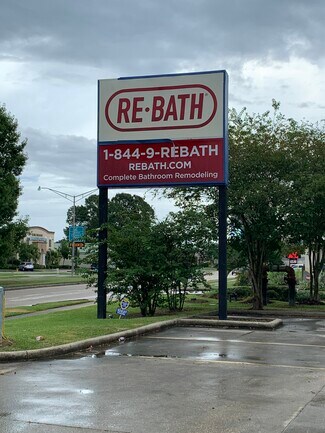 RE·BATH
1-844-9-REBATH
REBATH.COM
Complete Bathroom Remodeling